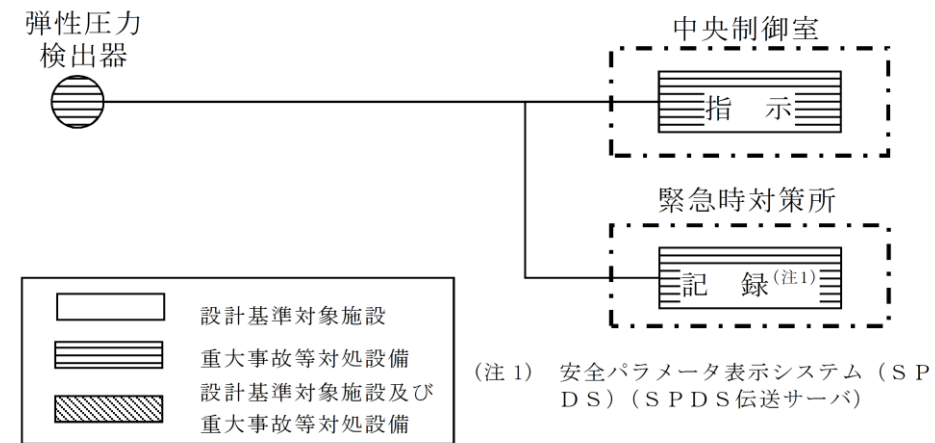 弾性圧力
検出器
中央制御室
指　示
緊急時対策所
記　録(注1)
設計基準対象施設
重大事故等対処設備
設計基準対象施設及び
重大事故等対処設備
(注1)　安全パラメータ表示システム（ＳＰ
ＤＳ）（ＳＰＤＳ伝送サーバ）